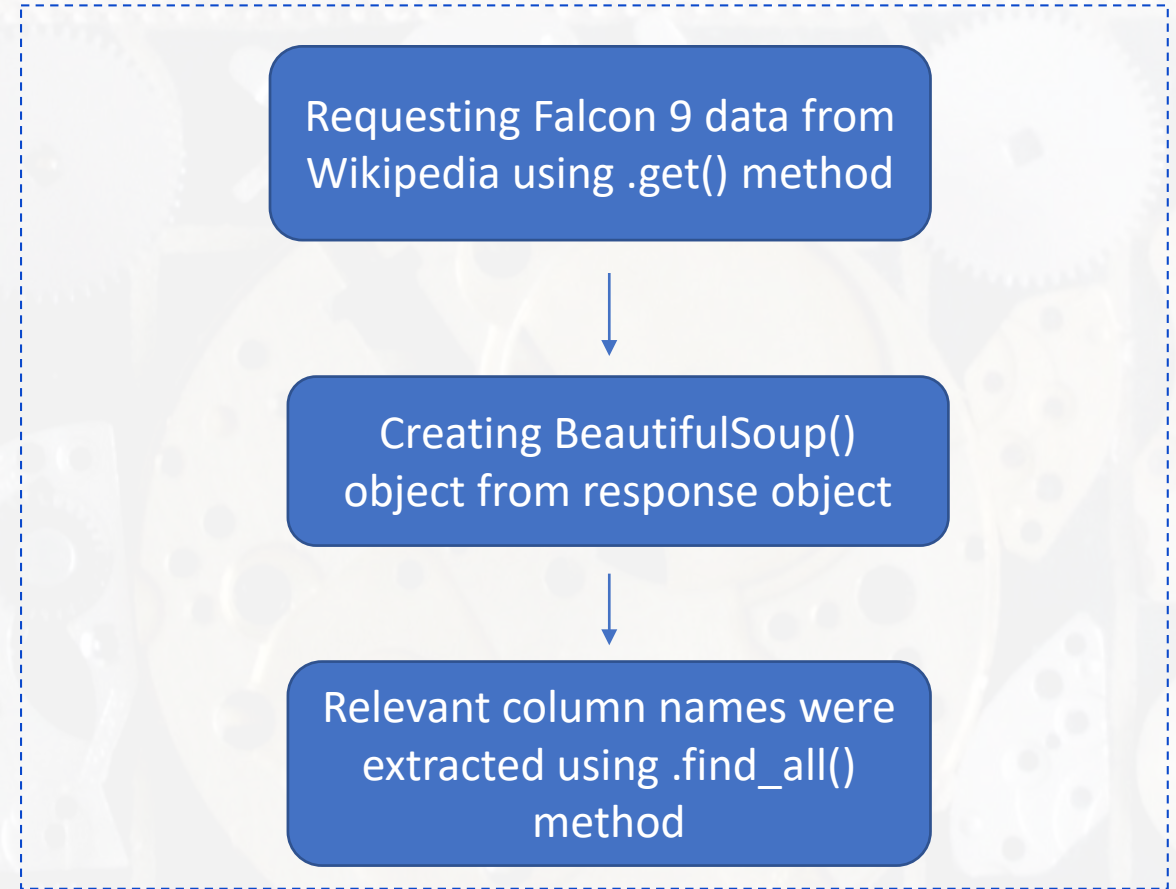 Requesting Falcon 9 data from
Wikipedia using .get() method
Creating BeautifulSoup()
object from response object
Relevant column names were
extracted using .find_all()
method